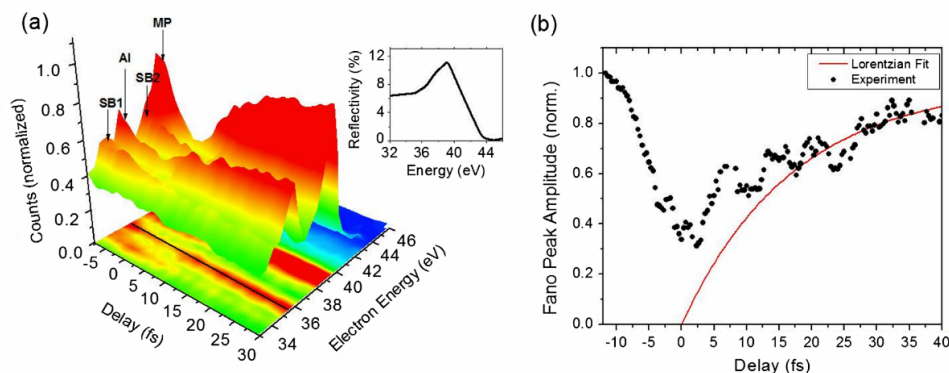 (a)
MP
AI
SB2
SB1
1.0
0.8
0.6
0.4
0.2
0.0
Counts (normalized)
-5
0
5
10
15
20
25
30
Delay (fs)
34
36
38
40
42
44
46
Electron Energy (eV)
12
8
4
0
Reflectivity (%)
32 36 40 44
Energy (eV)
(b)
Lorentzian Fit
Experiment
1.0
0.8
0.6
0.4
0.2
0.0
Fano Peak Amplitude (norm.)
-10 -5 0 5 10 15 20 25 30 35 40
Delay (fs)